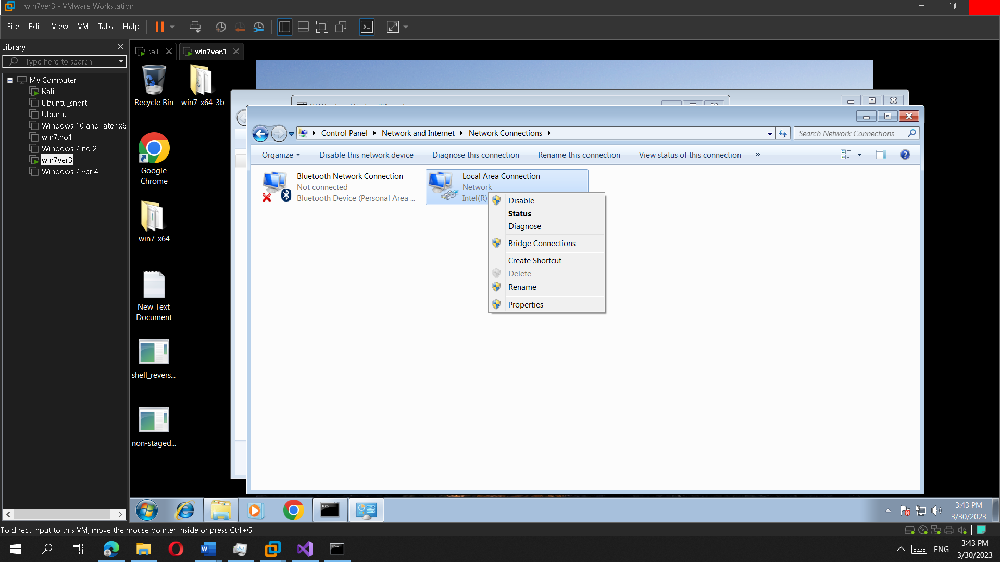 win7ver3 - VMware Workstation
File Edit View VM Tabs Help
Library
Type here to search
My Computer
Kali
Ubuntu_snort
Ubuntu
Windows 10 and later x6
win7.no1
Windows 7 no 2
win7ver3
Windows 7 ver 4
Kali
win7ver3
Recycle Bin
win7-x64_3b
Google
Chrome
win7-x64
New Text
Document
shell_revers...
non-staged...
Control Panel Network and Internet Network Connections
Search Network Connections
Organize Disable this network device Diagnose this connection Rename this connection View status of this connection »
Bluetooth Network Connection
Not connected
Bluetooth Device (Personal Area ...
Local Area Connection
Network
Intel(R)
Disable
Status
Diagnose
Bridge Connections
Create Shortcut
Delete
Rename
Properties
3:43 PM
3/30/2023
To direct input to this VM, move the mouse pointer inside or press Ctrl+G.
ENG
3:43 PM
3/30/2023